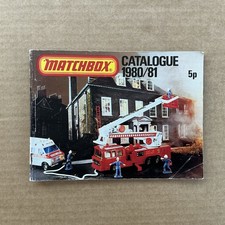 MATCHBOX
CATALOGUE
1980/81
5p